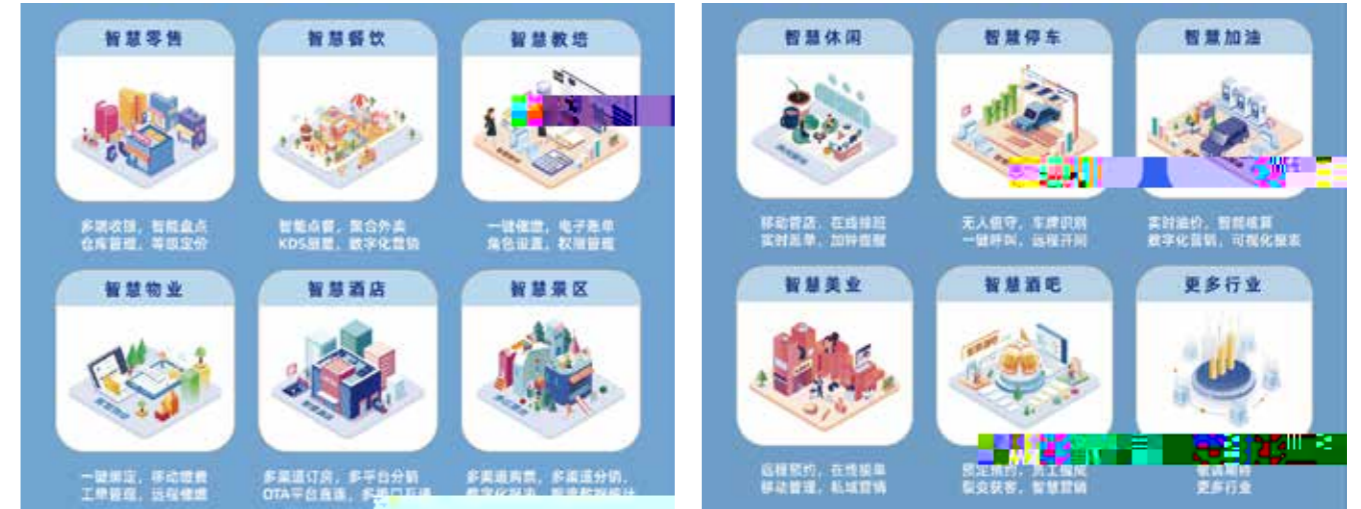 智慧零售
智慧餐饮
智慧教培
多端收银，智能盘点
仓库管理，等级定价
智能点餐，聚合外卖
KDS厨显，数字化营销
一键催缴，电子账单
角色设置，权限管理
智慧物业
智慧酒店
智慧景区
一键绑定，移动缴费
工单管理，远程催缴
多渠道订房，多平台分销
OTA平台直连，
多渠道购票，多渠道分销，
智慧休闲
智慧停车
智慧加油
移动管店，在线接班
实时账单，加钟提醒
无人值守，车牌识别
一键呼叫，远程开闸
实时油价，智能核算
数字化营销，可视化报表
智慧美业
智慧酒吧
更多行业
远程预约，在线接单
移动管理，私域营销
裂变获客，智慧营销
敬请期待
更多行业